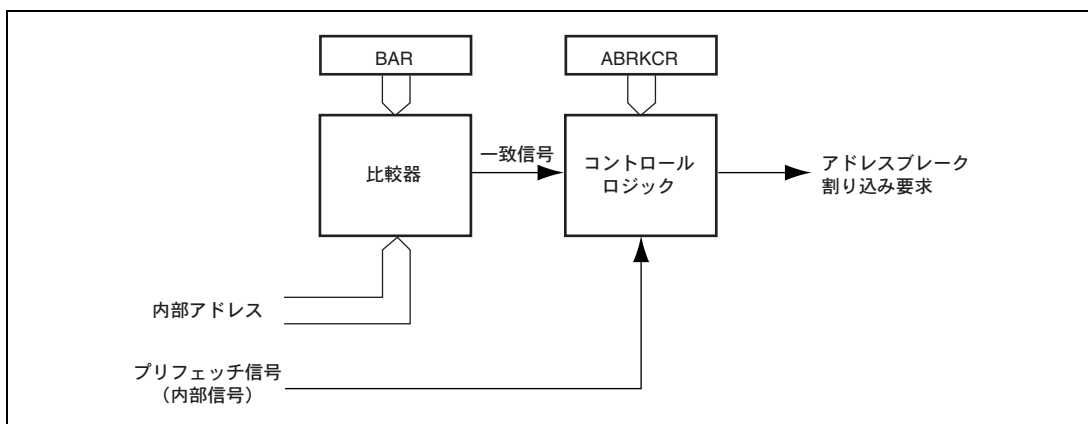 BAR
ABRKCR
比較器
一致信号
コントロール
ロジック
アドレスブレーク
割り込み要求
内部アドレス
プリフェッチ信号
（内部信号）